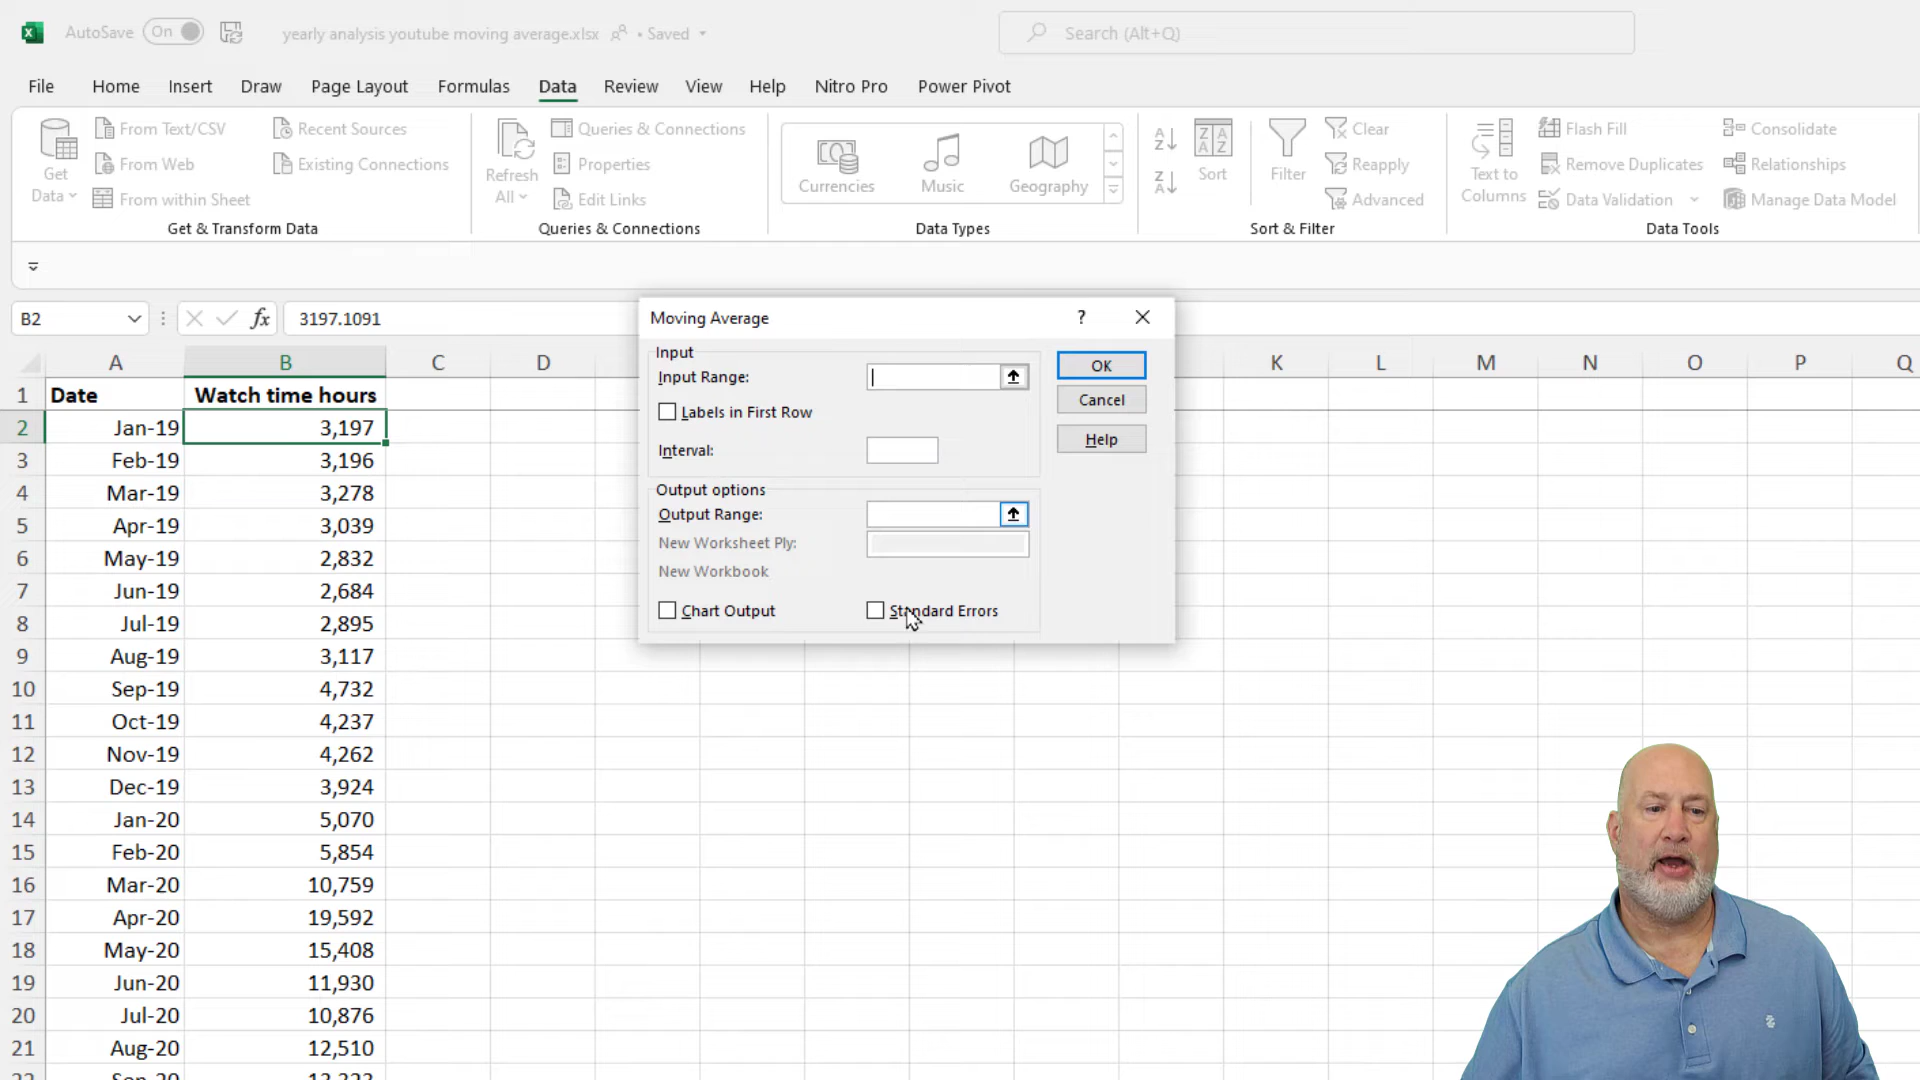 AutoSave On yearly analysis youtube moving average.xlsx • Saved Search (Alt+Q)
File Home Insert Draw Page Layout Formulas Data Review View Help Nitro Pro Power Pivot
Get Data
From Text/CSV
From Web
From within Sheet
Recent Sources
Existing Connections
Get & Transform Data
Refresh All
Queries & Connections
Properties
Edit Links
Queries & Connections
Currencies
Music
Geography
Data Types
Sort
Filter
Clear
Reapply
Advanced
Sort & Filter
Text to Columns
Flash Fill
Remove Duplicates
Data Validation
Consolidate
Relationships
Manage Data Model
Data Tools
B2 fx 3197.1091
A B C D K L M N O P Q
1 Date Watch time hours
2 Jan-19 3,197
3 Feb-19 3,196
4 Mar-19 3,278
5 Apr-19 3,039
6 May-19 2,832
7 Jun-19 2,684
8 Jul-19 2,895
9 Aug-19 3,117
10 Sep-19 4,732
11 Oct-19 4,237
12 Nov-19 4,262
13 Dec-19 3,924
14 Jan-20 5,070
15 Feb-20 5,854
16 Mar-20 10,759
17 Apr-20 19,592
18 May-20 15,408
19 Jun-20 11,930
20 Jul-20 10,876
21 Aug-20 12,510
22 Sep-20 13,323
Moving Average ?
Input
Input Range:
Labels in First Row
Interval:
Output options
Output Range:
New Worksheet Ply:
New Workbook
Chart Output
Standard Errors
OK
Cancel
Help